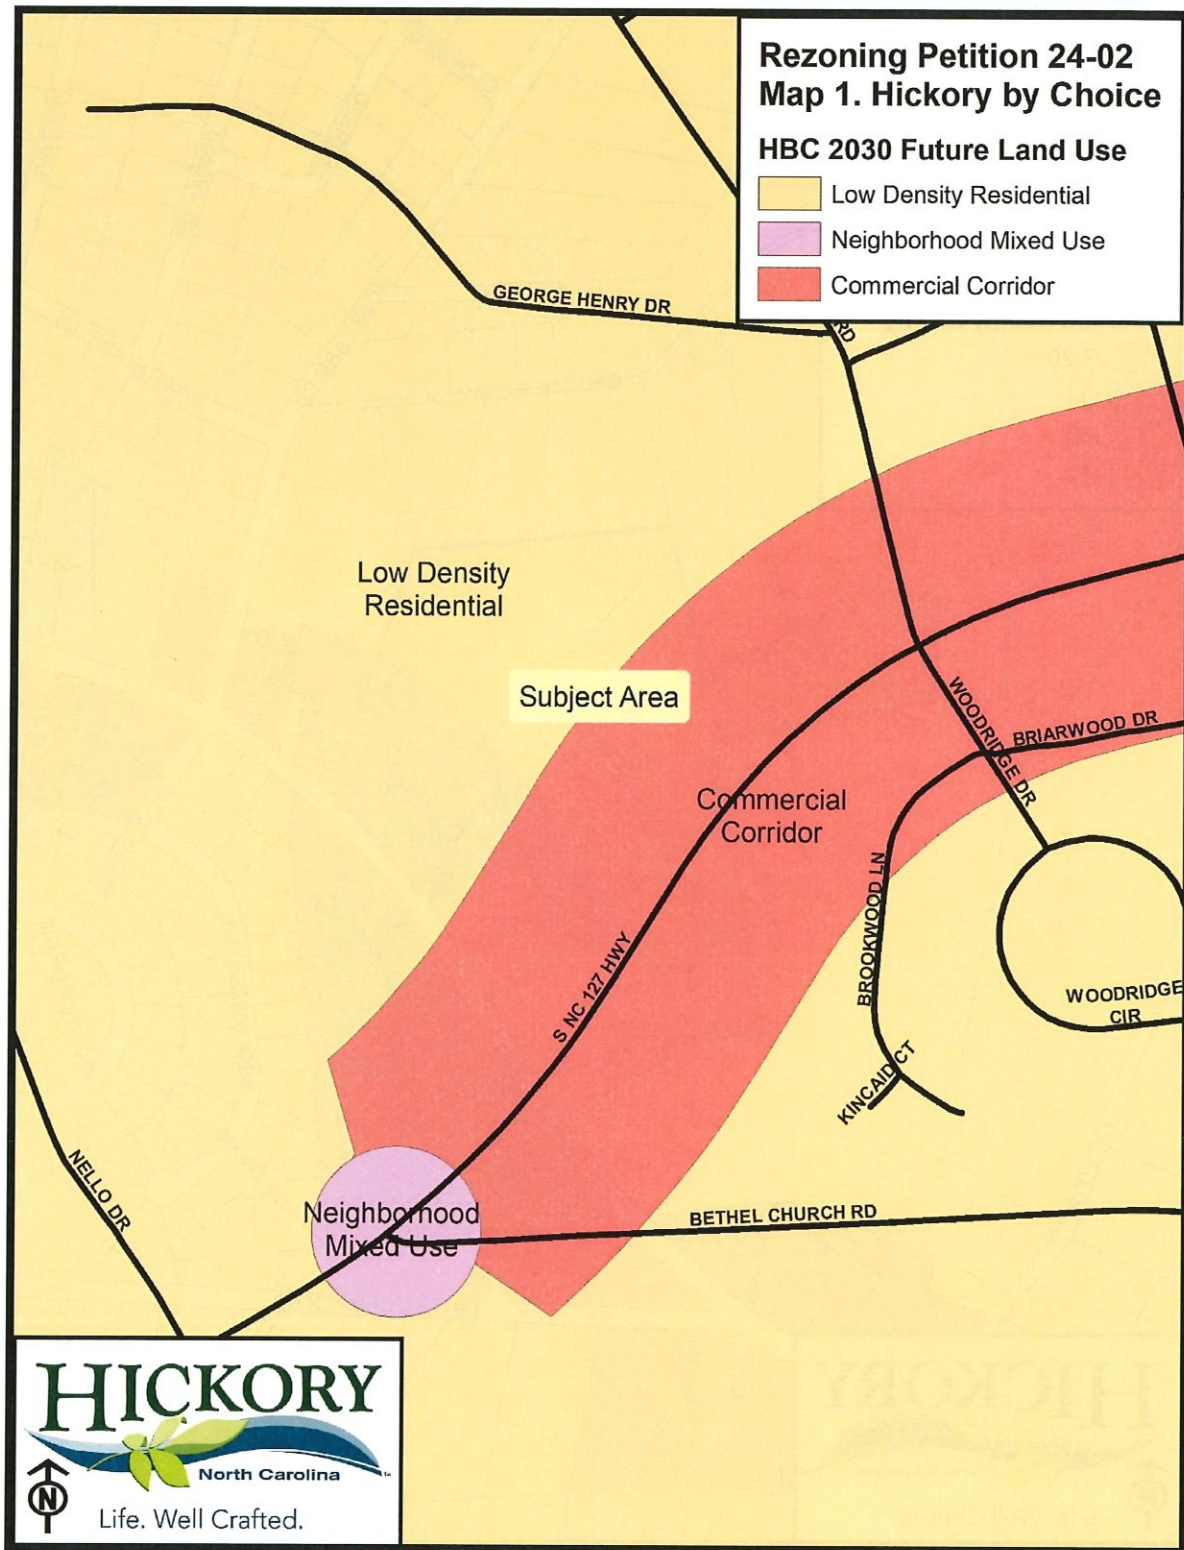 Rezoning Petition 24-02
Map 1. Hickory by Choice
HBC 2030 Future Land Use
Low Density Residential
Neighborhood Mixed Use
Commercial Corridor
GEORGE HENRY DR
RD
Low Density
Residential
Subject Area
WOODRIDGE DR
BRIARWOOD DR
Commercial
Corridor
BROOKWOOD LN
S NC 127 HWY
WOODRIDGE
CIR
KINCAID CT
NELLO DR
Neighborhood
Mixed Use
BETHEL CHURCH RD
HICKORY
North Carolina
N
Life. Well Crafted.